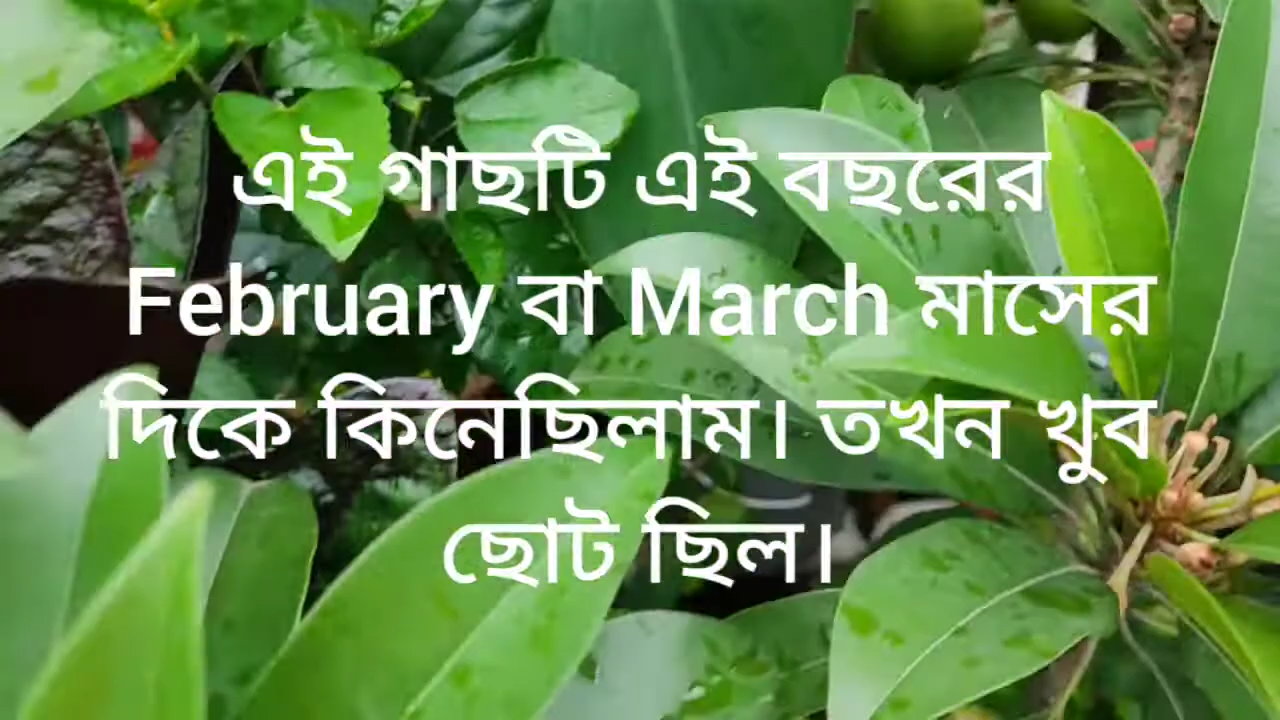 এই গাছটি এই বছরের
February বা March মাসের
দিকে কিনেছিলাম। তখন খুব
ছোট ছিল।